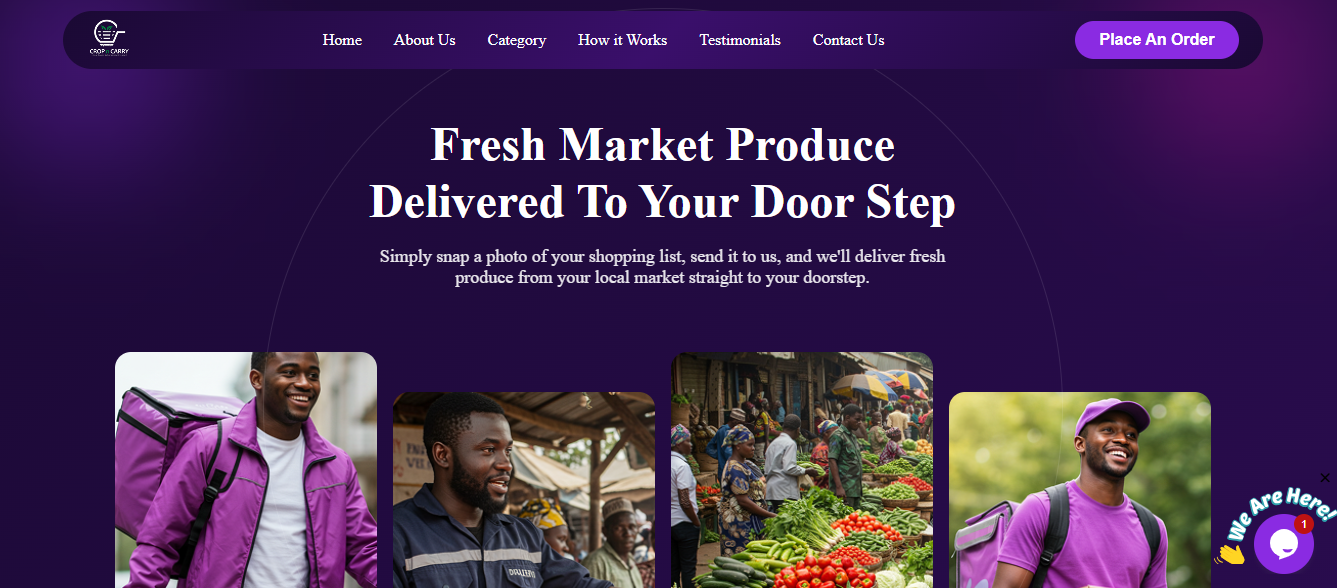 CROP N CARRY
Home
About Us
Category
How it Works
Testimonials
Contact Us
Place An Order
Fresh Market Produce
Delivered To Your Door Step
Simply snap a photo of your shopping list, send it to us, and we'll deliver fresh
produce from your local market straight to your doorstep.
We Are Here!
1